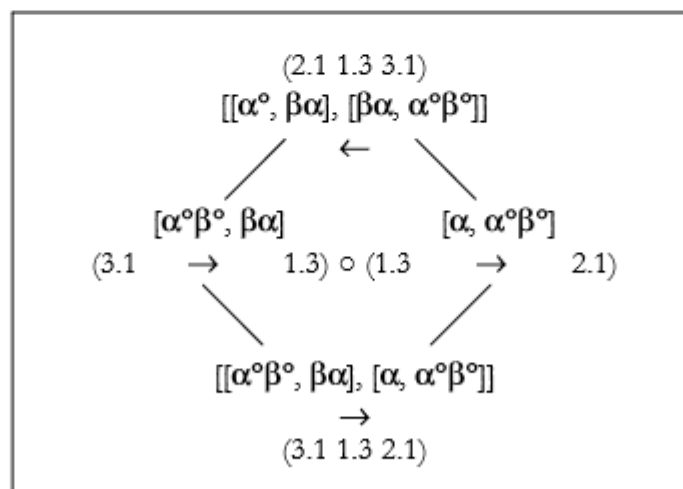 (2.1 1.3 3.1)
[[α°, βα], [βα, α°β°]]
←
[α°β°, βα] [α, α°β°]
(3.1 → 1.3) ○ (1.3 → 2.1)
[[α°β°, βα], [α, α°β°]]
→
(3.1 1.3 2.1)